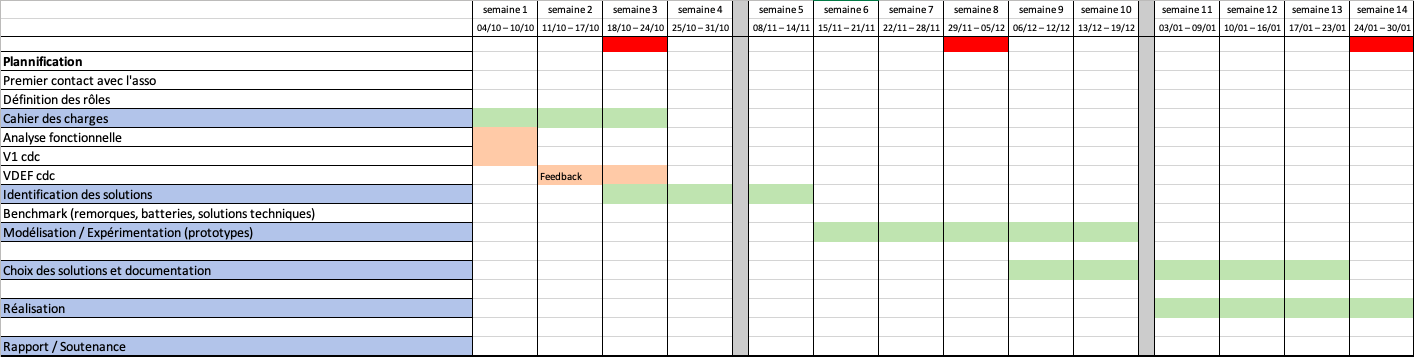 semaine 1 semaine 2 semaine 3 semaine 4 semaine 5 semaine 6 semaine 7 semaine 8 semaine 9 semaine 10 semaine 11 semaine 12 semaine 13 semaine 14
04/10 – 10/10 11/10 – 17/10 18/10 – 24/10 25/10 – 31/10 08/11 – 14/11 15/11 – 21/11 22/11 – 28/11 29/11 – 05/12 06/12 – 12/12 13/12 – 19/12 03/01 – 09/01 10/01 – 16/01 17/01 – 23/01 24/01 – 30/01
Plannification
Premier contact avec l'asso
Définition des rôles
Cahier des charges
Analyse fonctionnelle
V1 cdc
VDEF cdc Feedback
Identification des solutions
Benchmark (remorques, batteries, solutions techniques)
Modélisation / Expérimentation (prototypes)
Choix des solutions et documentation
Réalisation
Rapport / Soutenance